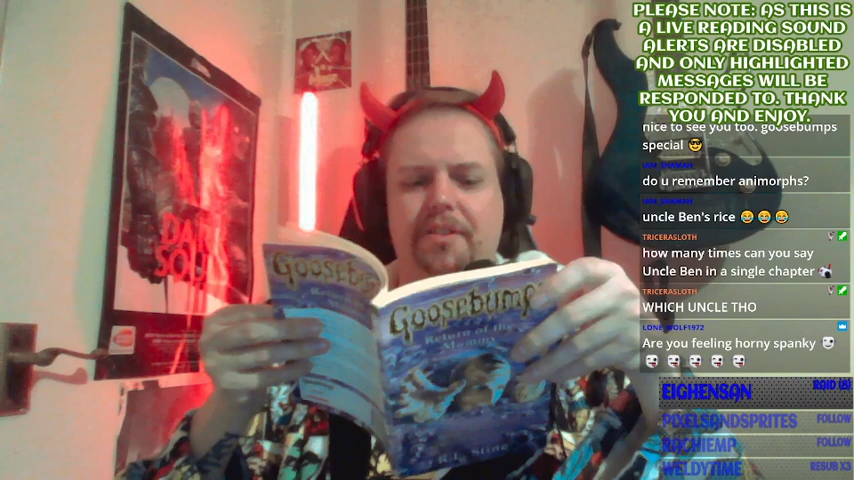 PLEASE NOTE: AS THIS IS
A LIVE READING SOUND
ALERTS ARE DISABLED
AND ONLY HIGHLIGHTED
MESSAGES WILL BE
RESPONDED TO. THANK
YOU AND ENJOY.
nice to see you too. goosebumps
special 😎
do u remember animorphs?
uncle Ben's rice 😂 😂 😂
TRICERASLOTH
how many times can you say
Uncle Ben in a single chapter
TRICERASLOTH
WHICH UNCLE THO
LONE_WOLF1972
Are you feeling horny spanky
EIGHENSAN RAID (8)
PIXELSANDSPRITES FOLLOW
ROCHIEMP FOLLOW
WELDYTIME RESUB X3
DARK
SOULS
Goosebumps
Goosebumps
Return of the
Mummy
R.L. Stine